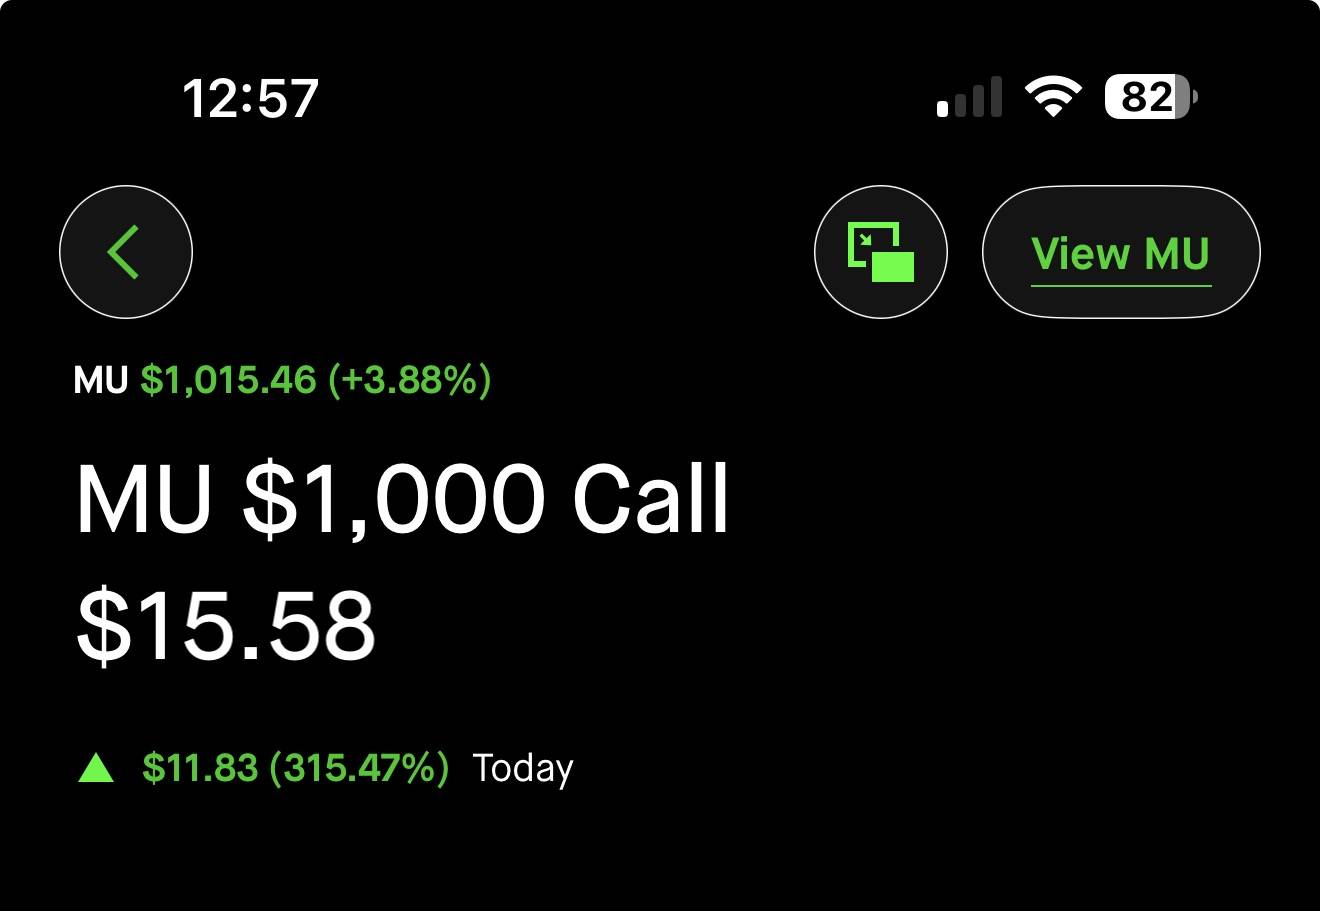 12:57
82
View MU
MU $1,015.46 (+3.88%)
MU $1,000 Call
$15.58
▲ $11.83 (315.47%) Today